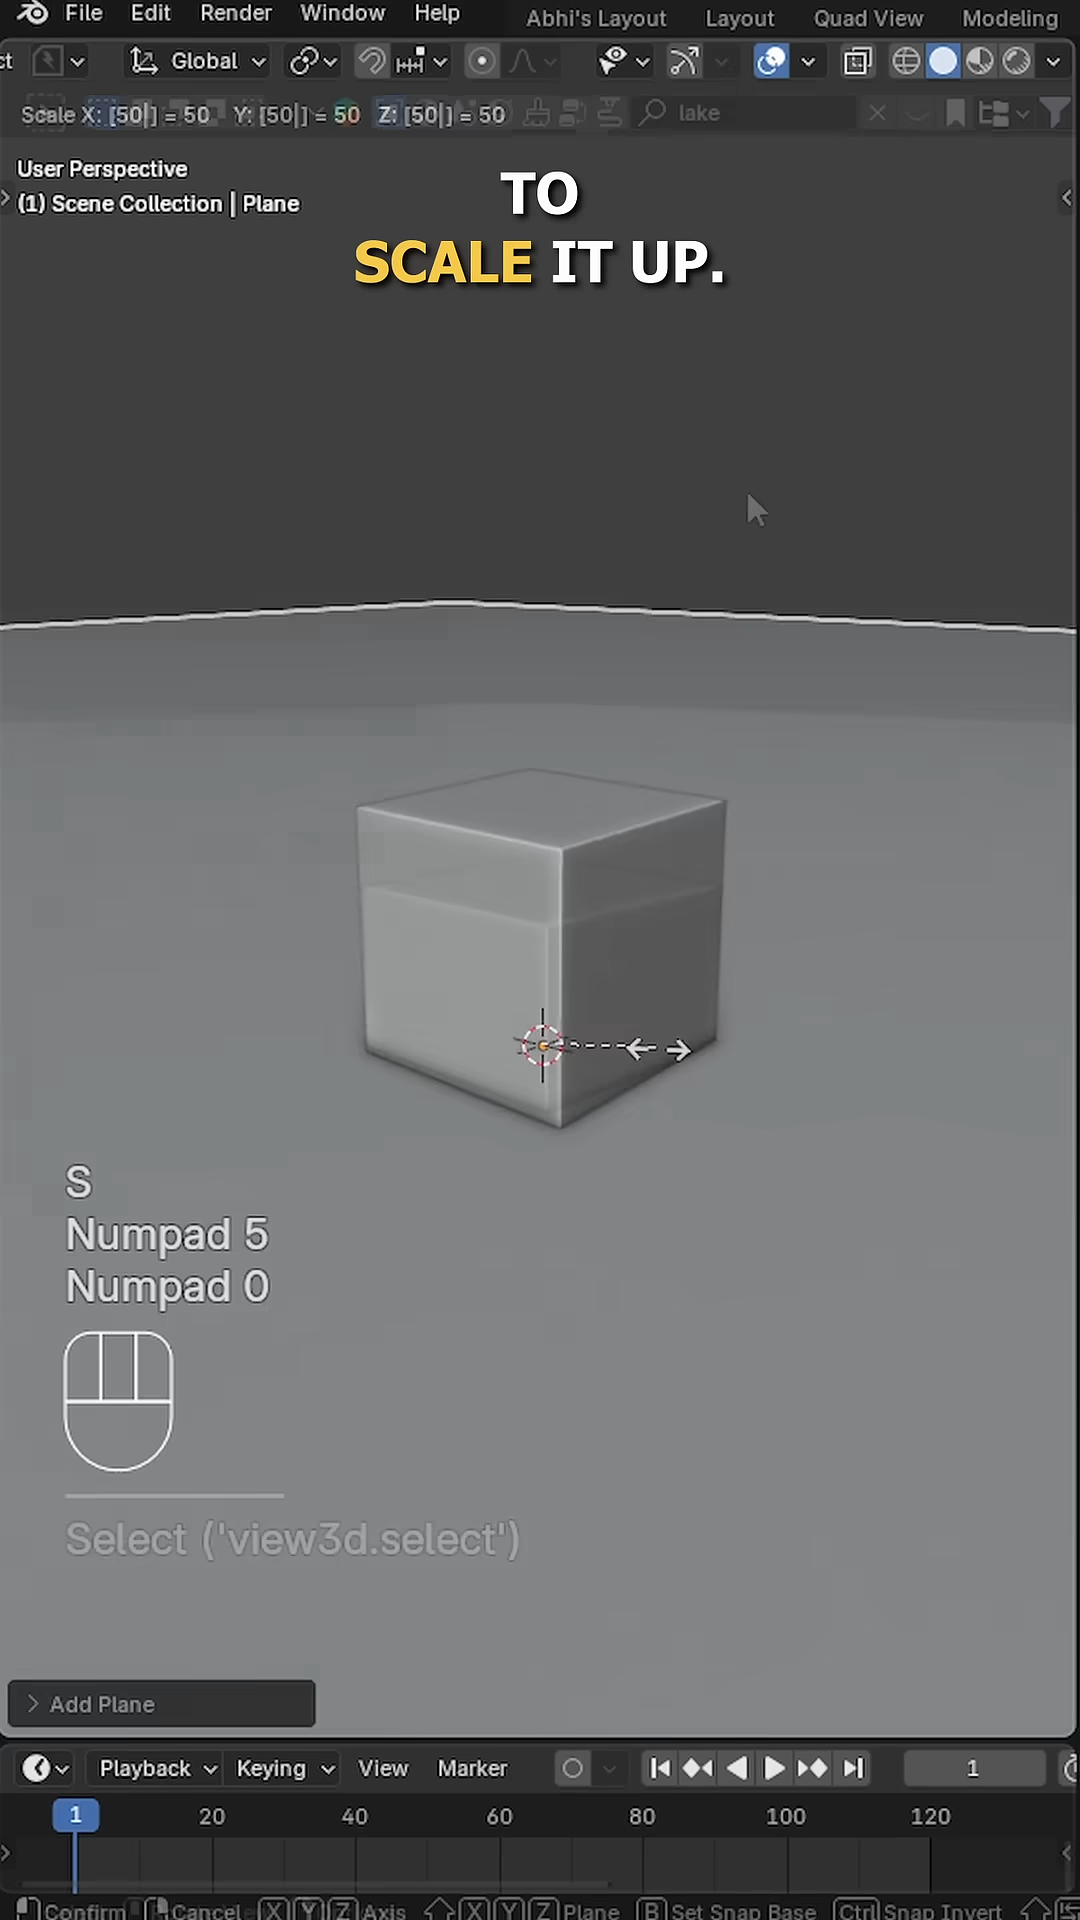 File Edit Render Window Help Abhi's Layout Layout Quad View Modeling
ct Global
Scale X: [50|] = 50 Y: [50|] = 50 Z: [50|] = 50 lake
User Perspective
(1) Scene Collection | Plane
TO
SCALE IT UP.
S
Numpad 5
Numpad 0
Select ('view3d.select')
Add Plane
Playback Keying View Marker 1
1 20 40 60 80 100 120
Confirm Cancel X Y Z Axis X Y Z Plane B Set Snap Base Ctrl Snap Invert